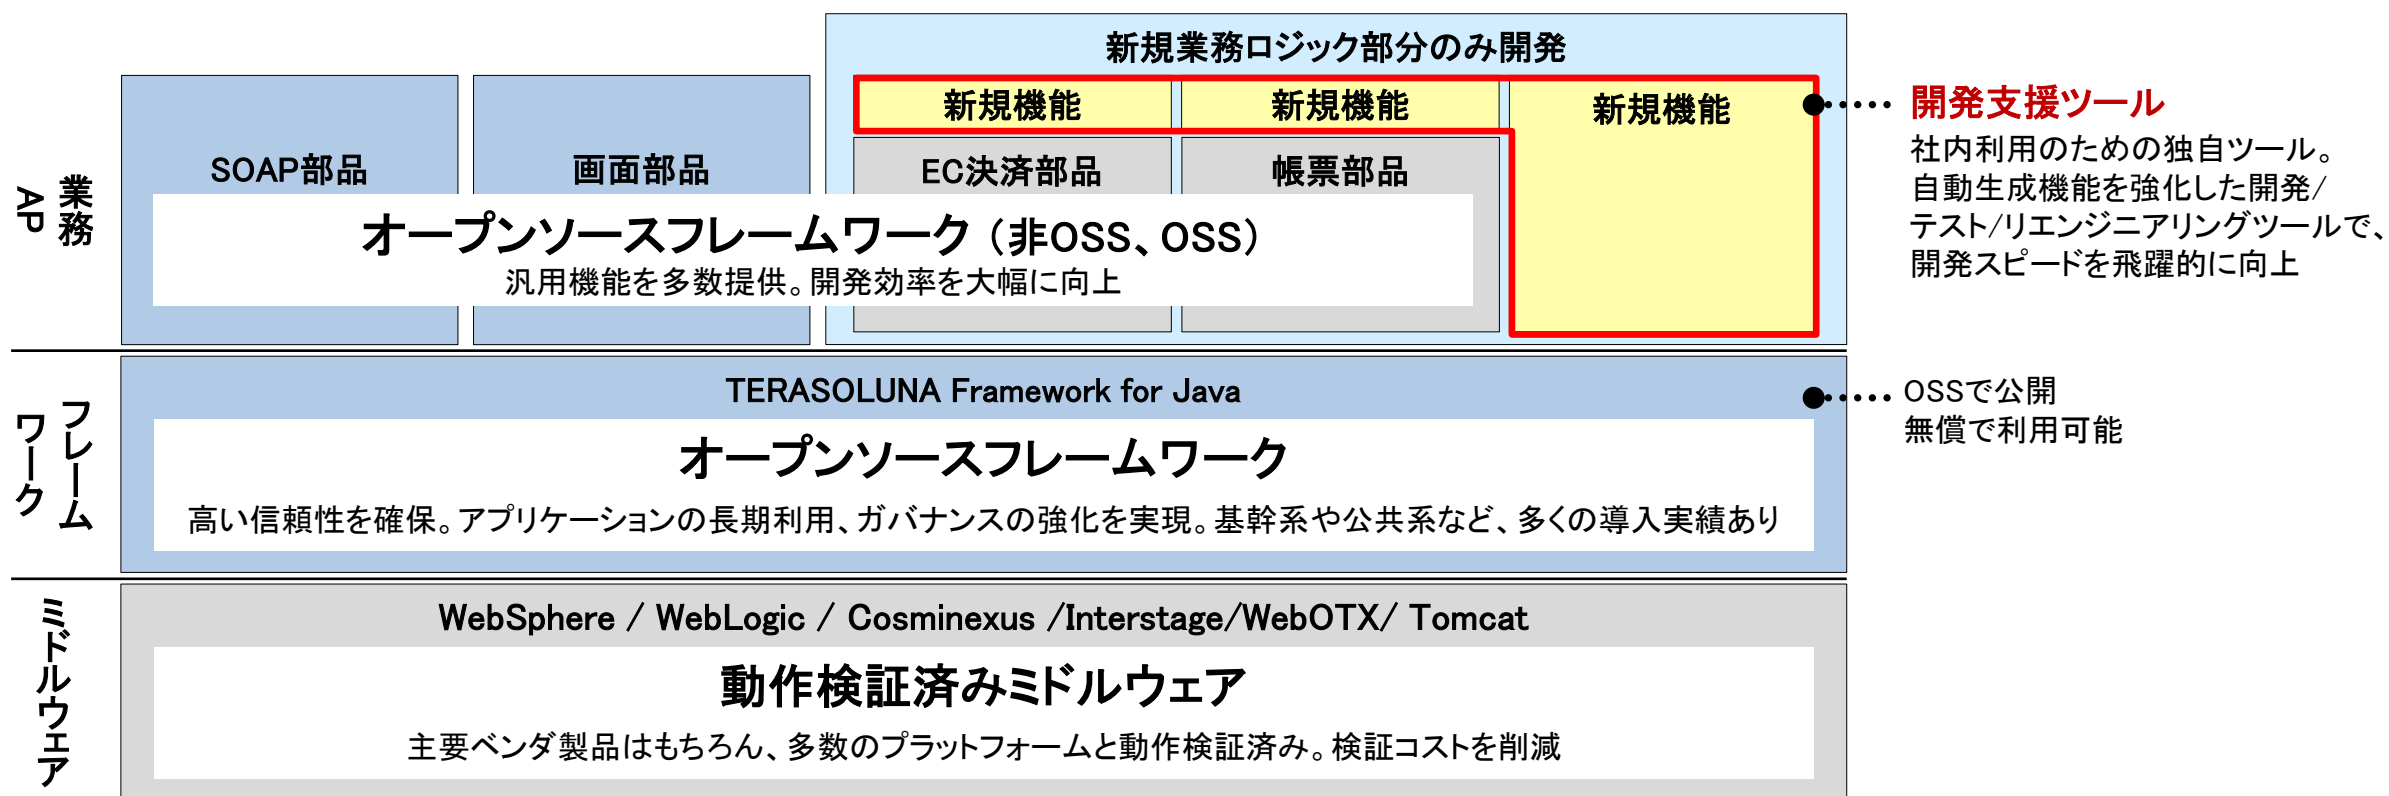 新規業務ロジック部分のみ開発
新規機能
新規機能
新規機能
SOAP部品
画面部品
EC決済部品
帳票部品
業務
AP
オープンソースフレームワーク（非OSS、OSS）
汎用機能を多数提供。開発効率を大幅に向上
開発支援ツール
社内利用のための独自ツール。
自動生成機能を強化した開発/
テスト/リエンジニアリングツールで、
開発スピードを飛躍的に向上
フレーム
ワーク
TERASOLUNA Framework for Java
オープンソースフレームワーク
高い信頼性を確保。アプリケーションの長期利用、ガバナンスの強化を実現。基幹系や公共系など、多くの導入実績あり
OSSで公開
無償で利用可能
ミドルウェア
WebSphere / WebLogic / Cosminexus /Interstage/WebOTX/ Tomcat
動作検証済みミドルウェア
主要ベンダ製品はもちろん、多数のプラットフォームと動作検証済み。検証コストを削減